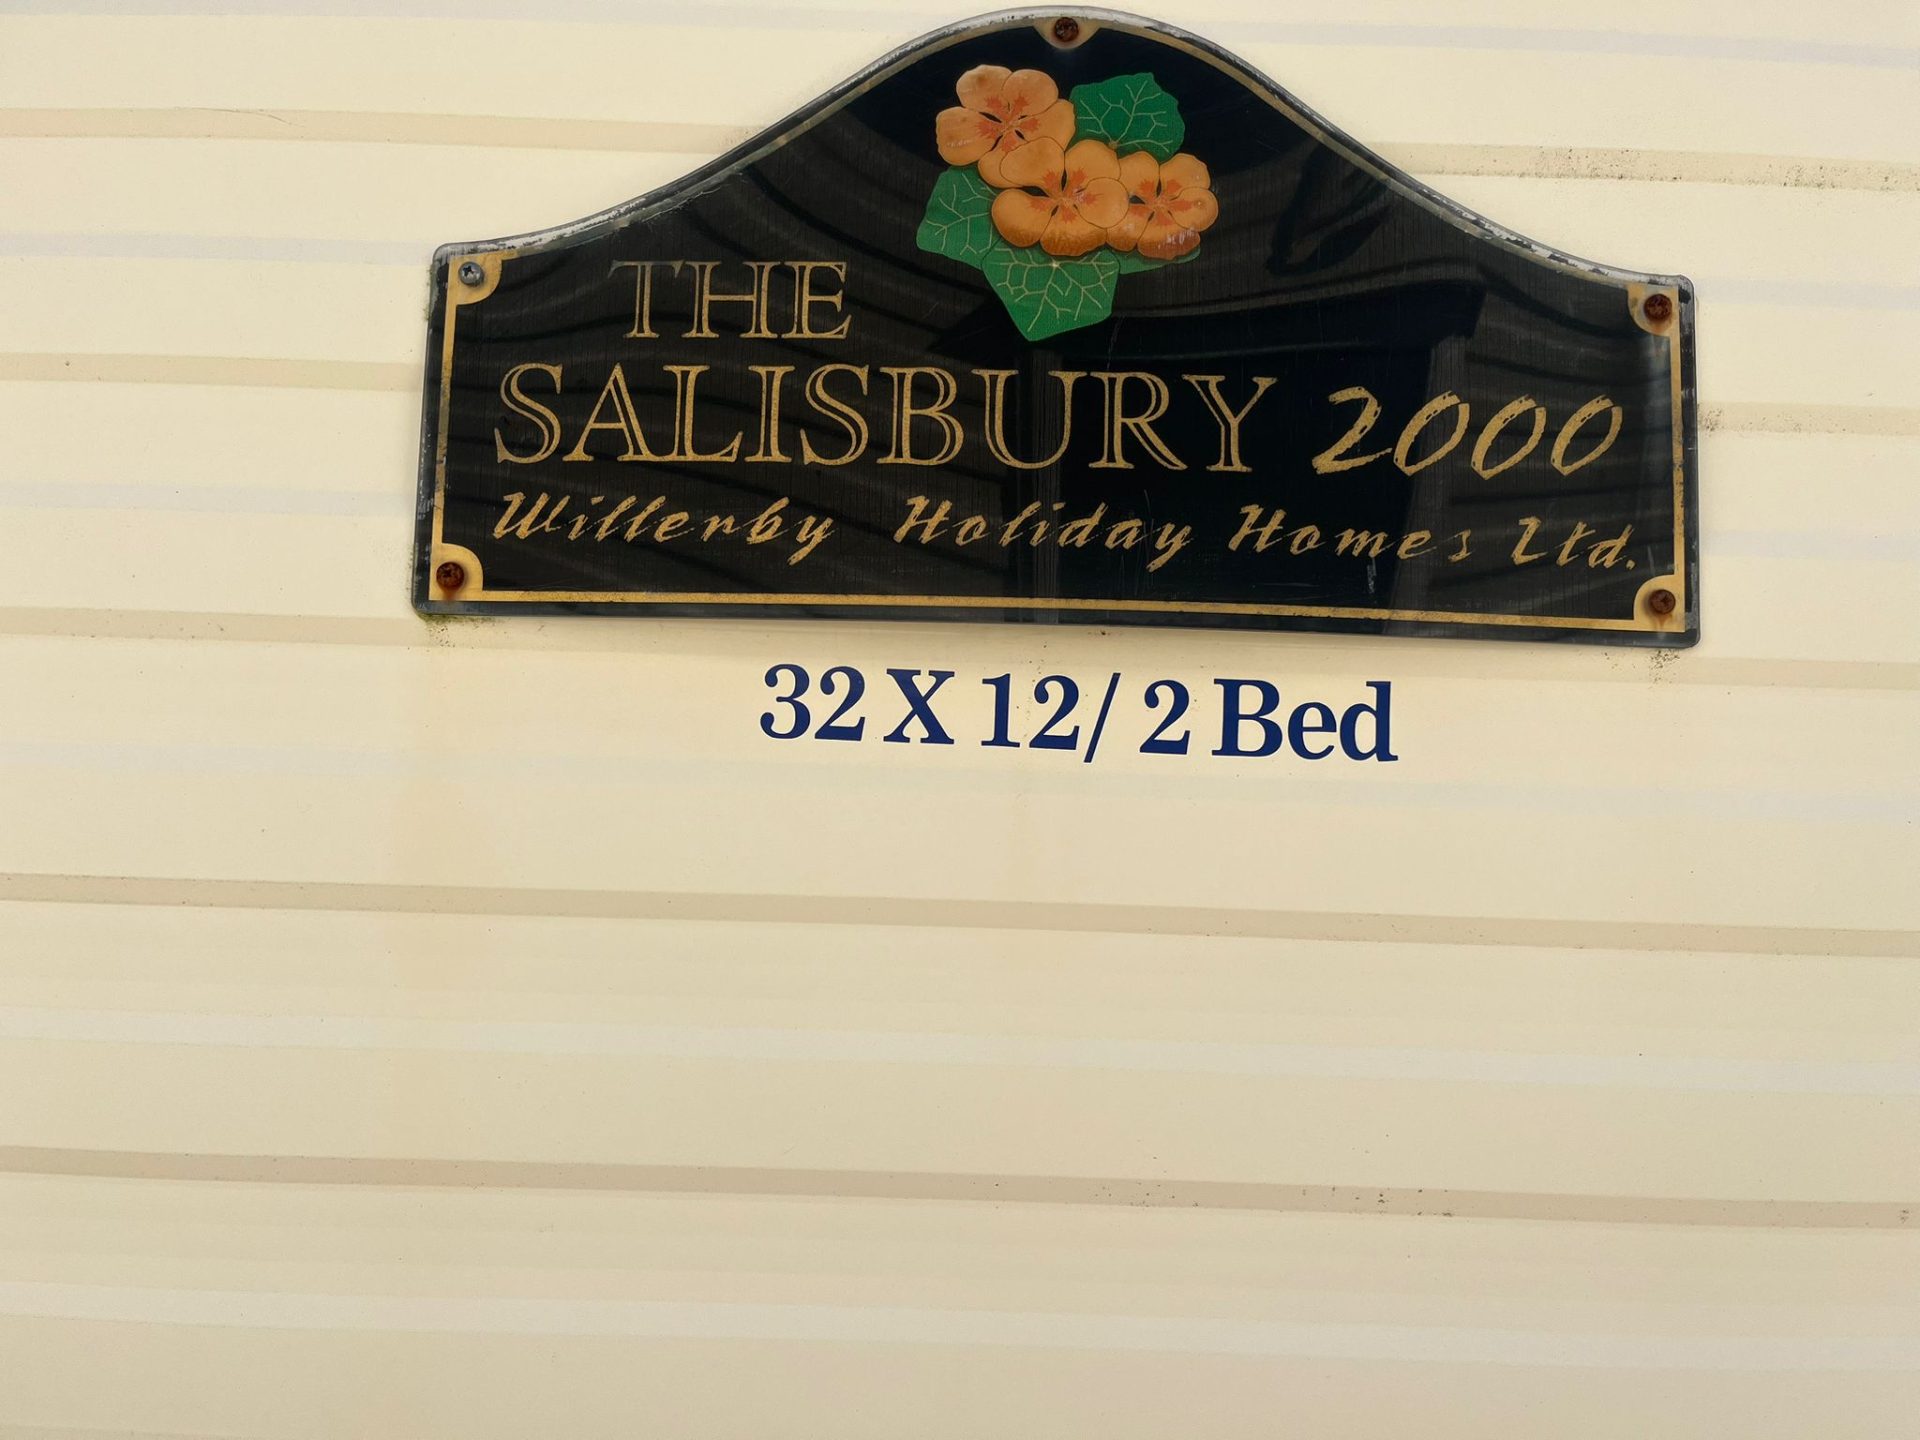 THE
SALISBURY 2000
Willerby Holiday Homes Ltd.
32 X 12/ 2 Bed